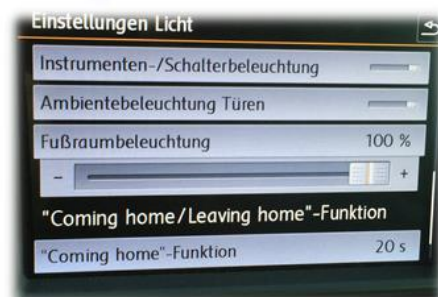 Einstellungen Licht
Instrumenten-/Schalterbeleuchtung
Ambientebeleuchtung Türen
Fußraumbeleuchtung 100 %
- +
"Coming home/Leaving home"-Funktion
"Coming home"-Funktion 20 s